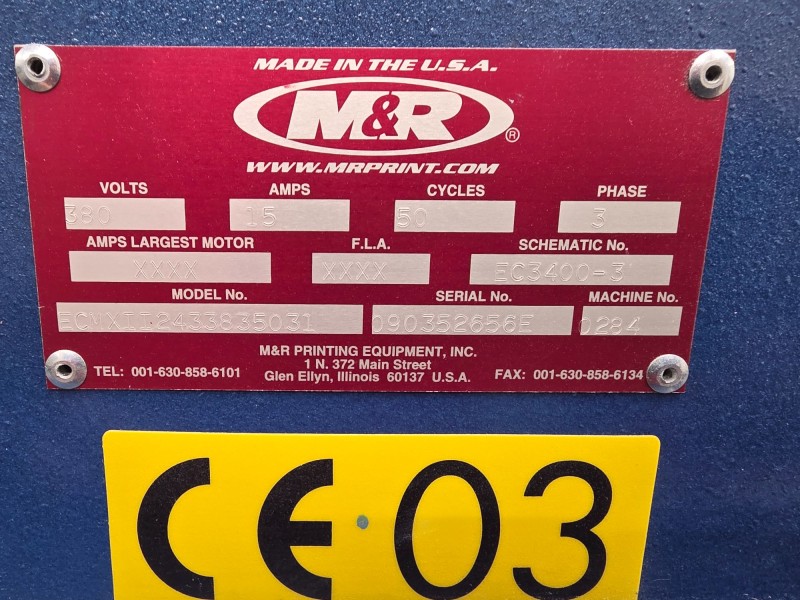 MADE IN THE U.S.A.
M&R®
WWW.MRPRINT.COM
VOLTS AMPS CYCLES PHASE
380 15 50 3
AMPS LARGEST MOTOR F.L.A. SCHEMATIC No.
XXXX XXXX EC3400-3
MODEL No. SERIAL No. MACHINE No.
090352656E 0284
M&R PRINTING EQUIPMENT, INC.
1 N. 372 Main Street
TEL: 001-630-858-6101 Glen Ellyn, Illinois 60137 U.S.A. FAX: 001-630-858-6134
CE 03